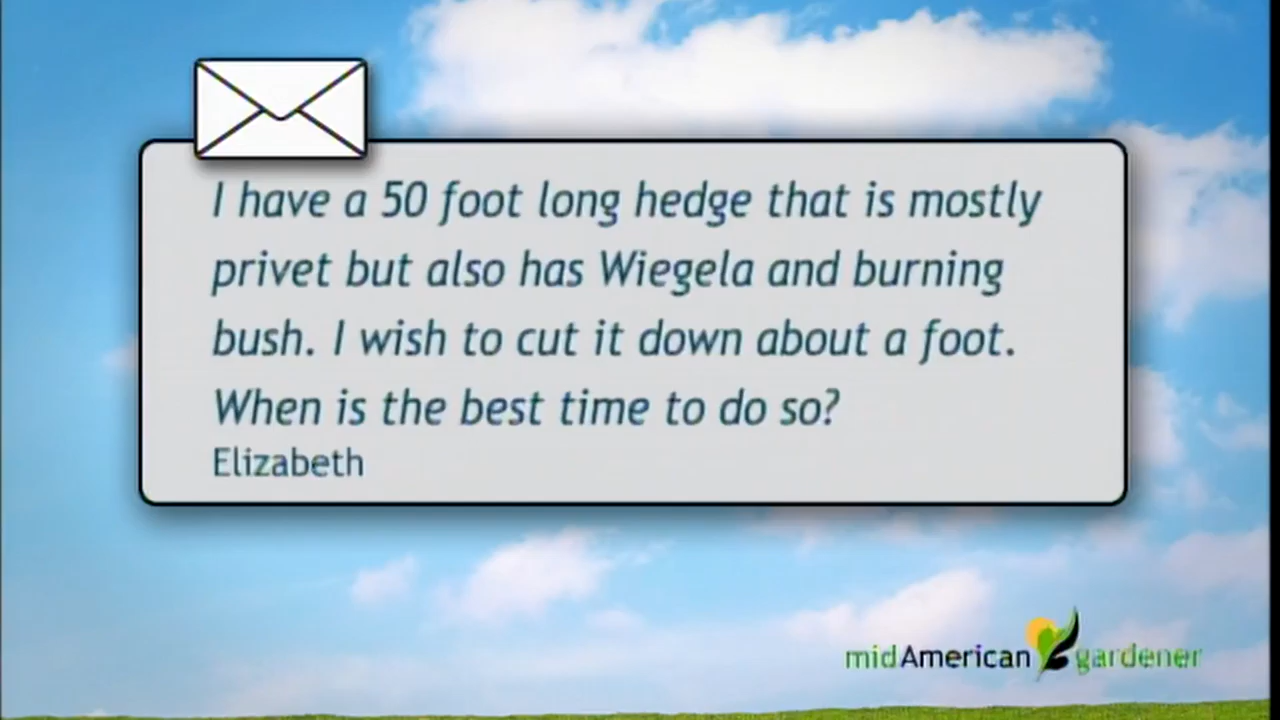 I have a 50 foot long hedge that is mostly
privet but also has Wiegela and burning
bush. I wish to cut it down about a foot.
When is the best time to do so?
Elizabeth
midAmerican gardener